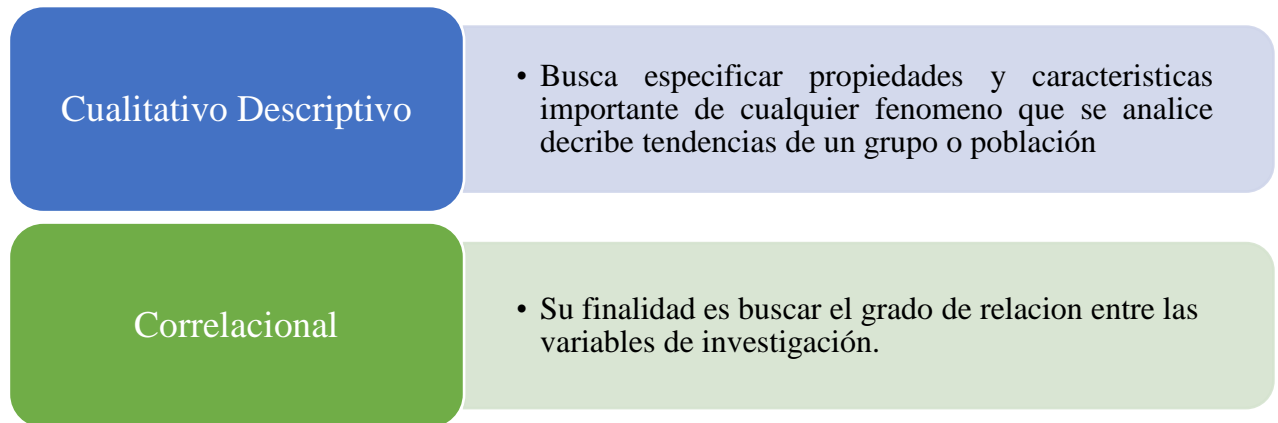 Cualitativo Descriptivo
• Busca especificar propiedades y caracteristicas
importante de cualquier fenomeno que se analice
decribe tendencias de un grupo o población
Correlacional
• Su finalidad es buscar el grado de relacion entre las
variables de investigación.